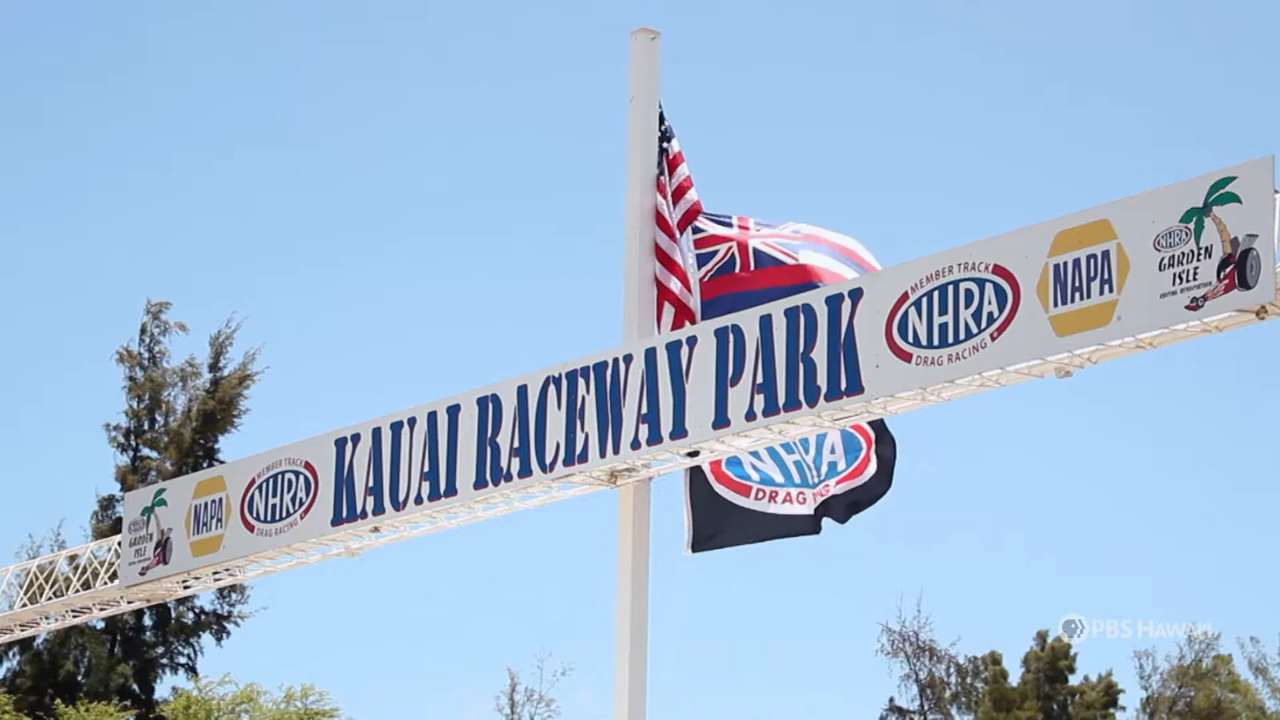 KAUAI RACEWAY PARK
MEMBER TRACK
NHRA
DRAG RACING
NAPA
NHRA
GARDEN
ISLE
GARDEN
ISLE
NAPA
MEMBER TRACK
NHRA
DRAG RACING
NHRA
DRAG
PBS HAWAI'I